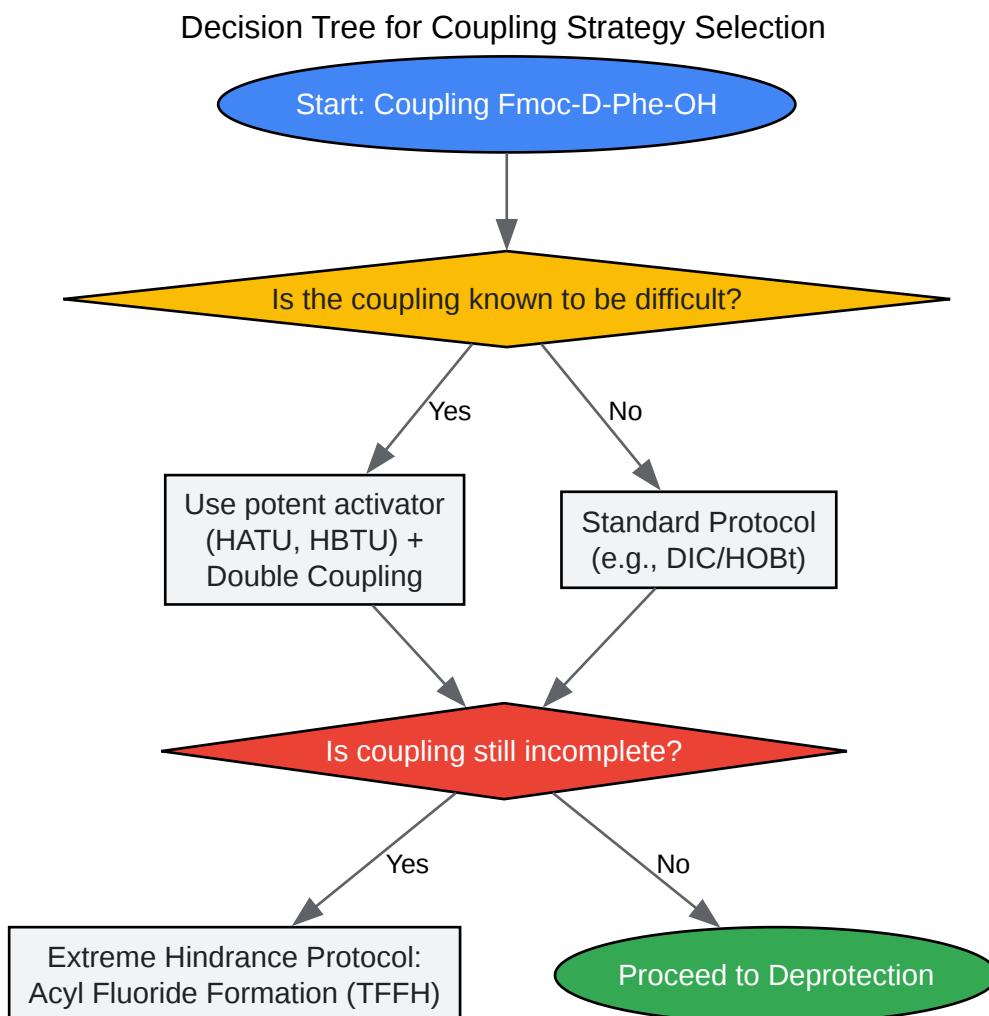 Decision Tree for Coupling Strategy Selection
Start: Coupling Fmoc-D-Phe-OH
Is the coupling known to be difficult?
Yes
No
Use potent activator
(HATU, HBTU) +
Double Coupling
Standard Protocol
(e.g., DIC/HOBt)
Is coupling still incomplete?
Yes
No
Extreme Hindrance Protocol:
Acyl Fluoride Formation (TFFH)
Proceed to Deprotection